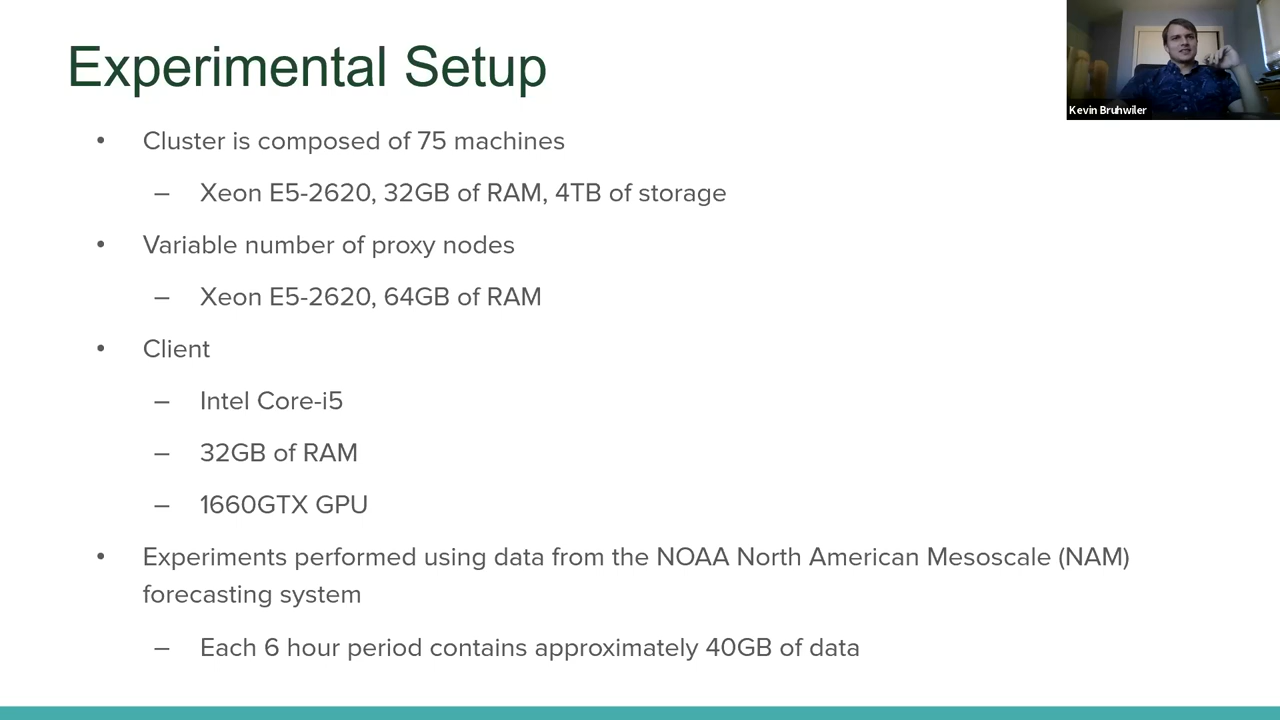 Experimental Setup
Kevin Bruhwiler
• Cluster is composed of 75 machines
– Xeon E5-2620, 32GB of RAM, 4TB of storage
• Variable number of proxy nodes
– Xeon E5-2620, 64GB of RAM
• Client
– Intel Core-i5
– 32GB of RAM
– 1660GTX GPU
• Experiments performed using data from the NOAA North American Mesoscale (NAM)
forecasting system
– Each 6 hour period contains approximately 40GB of data